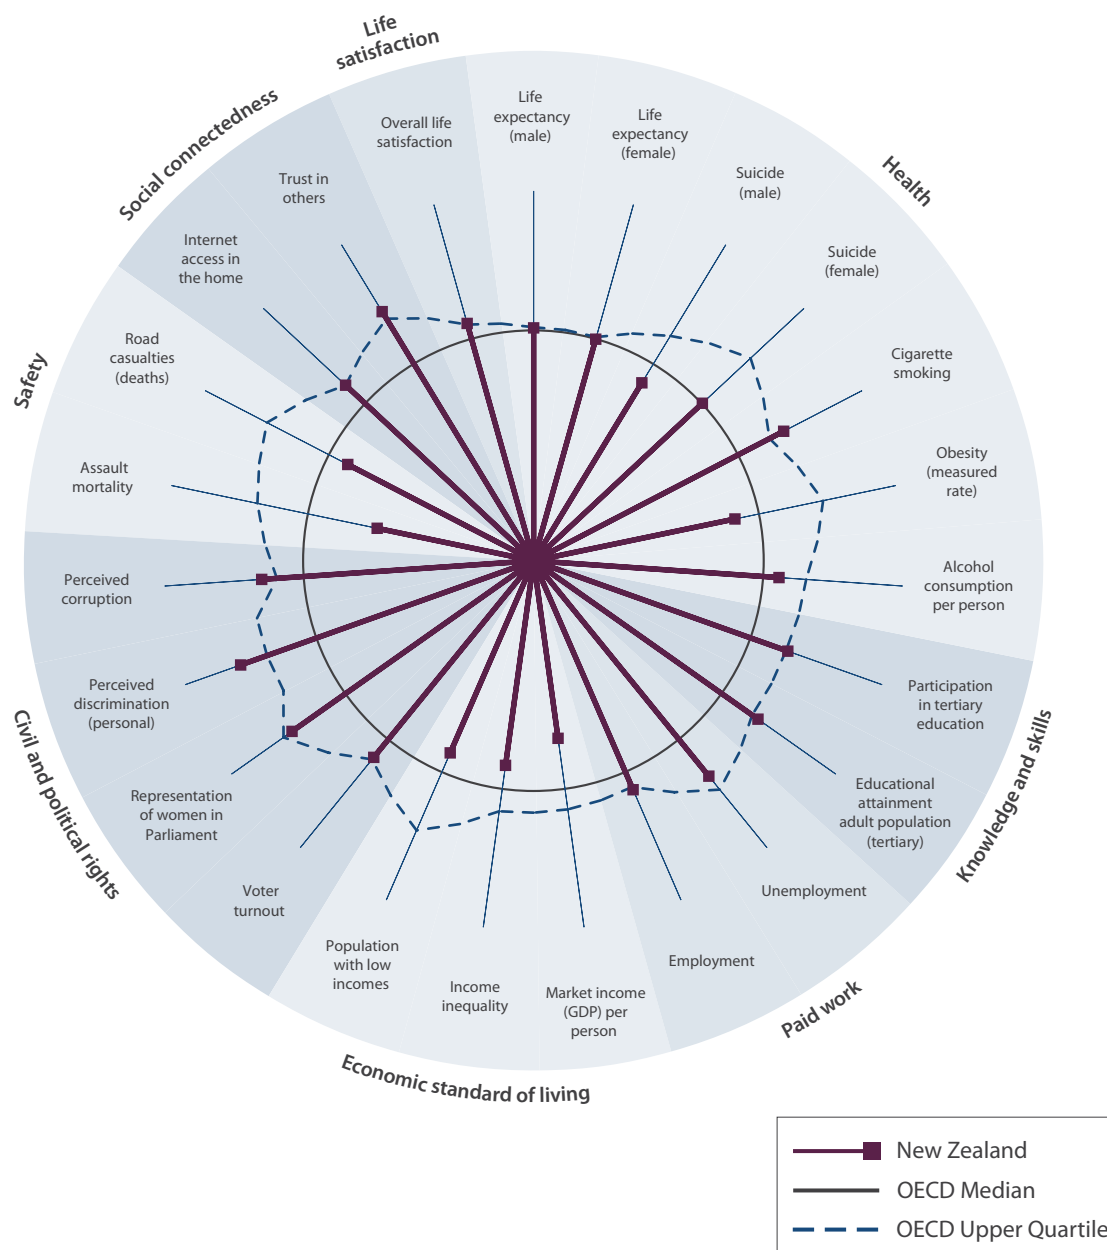 Life
satisfaction
Social connectedness
Health
Safety
Civil and political rights
Knowledge and skills
Paid work
Economic standard of living
Overall life
satisfaction
Life
expectancy
(male)
Life
expectancy
(female)
Suicide
(male)
Suicide
(female)
Cigarette
smoking
Obesity
(measured
rate)
Alcohol
consumption
per person
Participation
in tertiary
education
Educational
attainment
adult population
(tertiary)
Unemployment
Employment
Market income
(GDP) per
person
Income
inequality
Population
with low
incomes
Voter
turnout
Representation
of women in
Parliament
Perceived
discrimination
(personal)
Perceived
corruption
Assault
mortality
Road
casualties
(deaths)
Internet
access in
the home
Trust in
others
New Zealand
OECD Median
OECD Upper Quartile